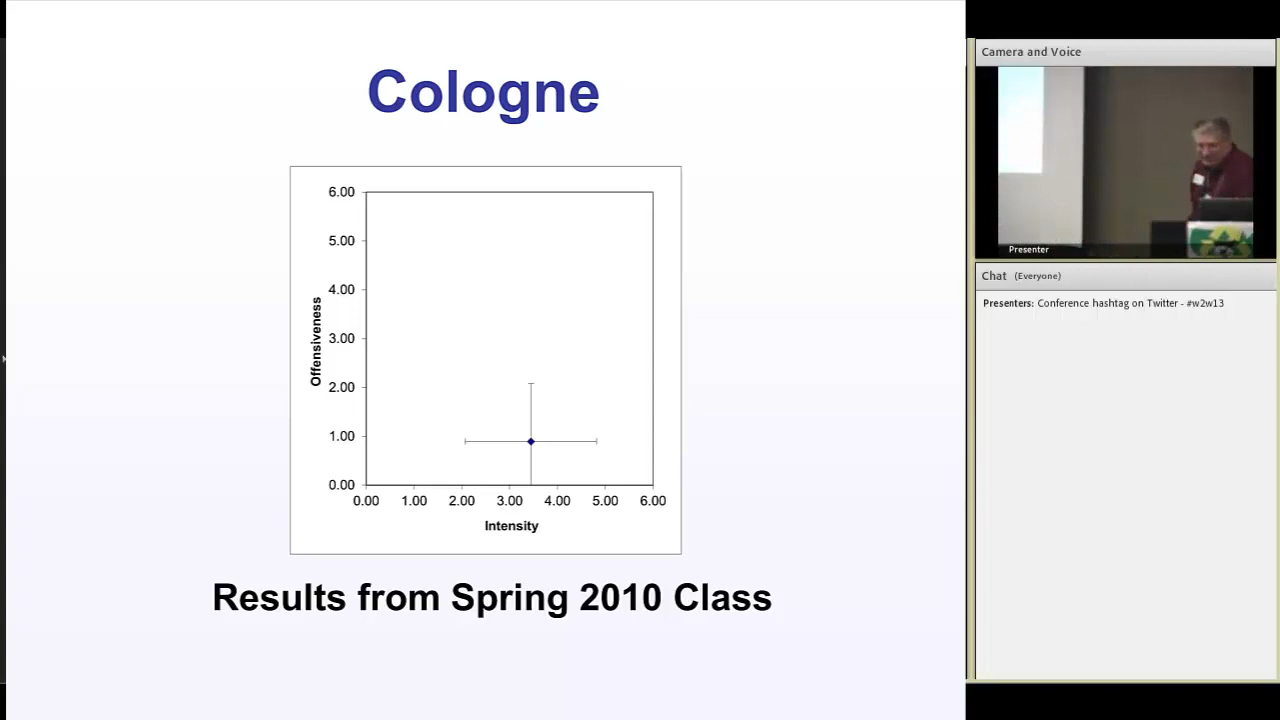 Cologne
6.00
5.00
4.00
3.00
2.00
1.00
0.00
Offensiveness
0.00 1.00 2.00 3.00 4.00 5.00 6.00
Intensity
Results from Spring 2010 Class
Camera and Voice
Presenter
Chat (Everyone)
Presenters: Conference hashtag on Twitter - #w2w13